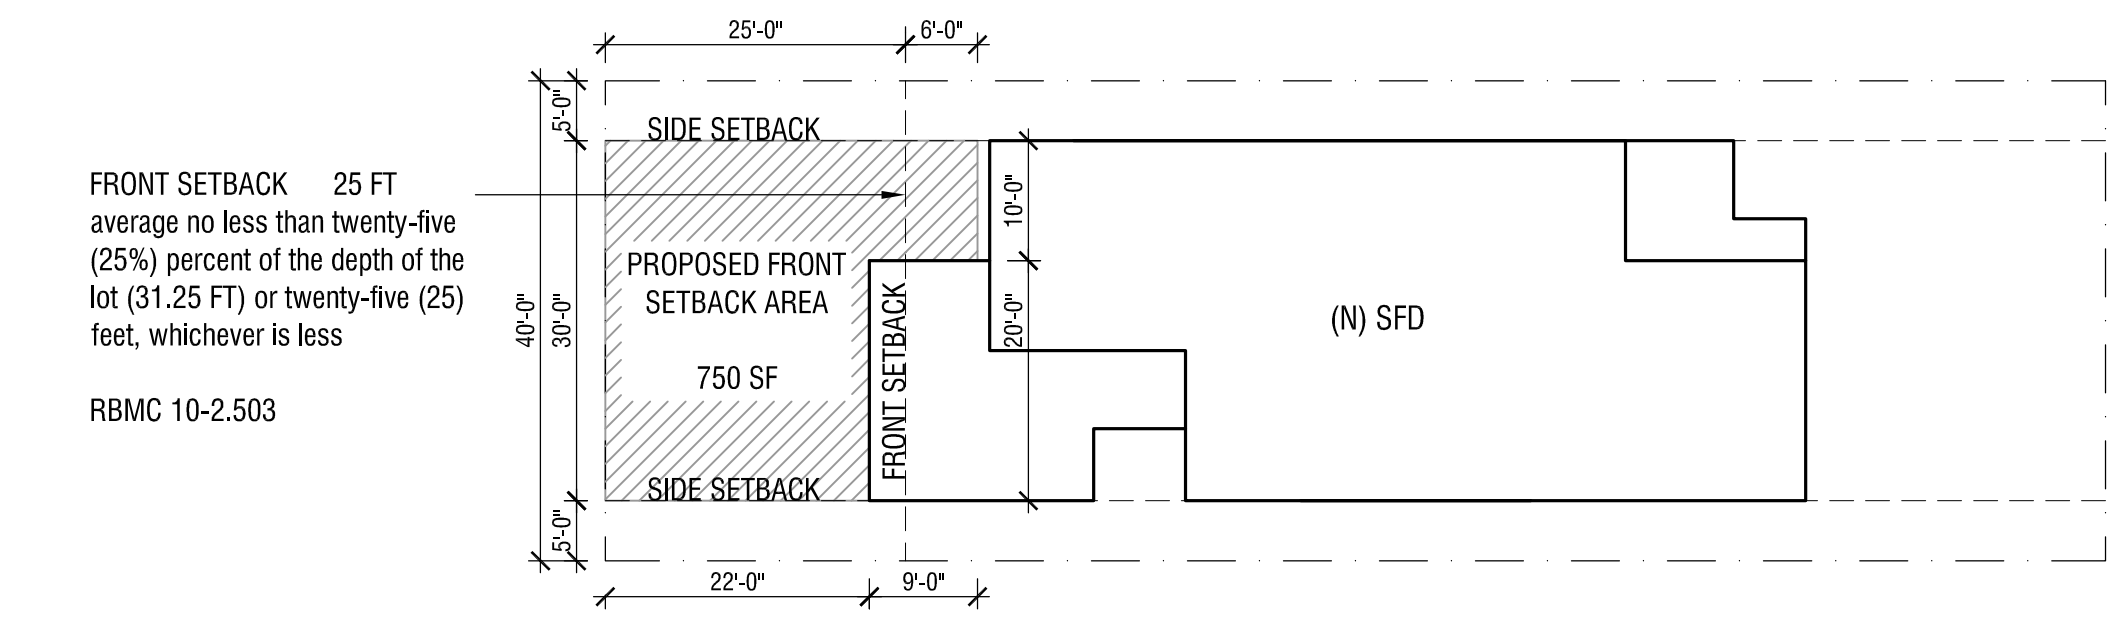 25'-0"
6'-0"
5'-0"
SIDE SETBACK
FRONT SETBACK 25 FT
average no less than twenty-five
(25%) percent of the depth of the
lot (31.25 FT) or twenty-five (25)
feet, whichever is less
RBMC 10-2.503
40'-0"
30'-0"
PROPOSED FRONT
SETBACK AREA
750 SF
FRONT SETBACK
10'-0"
20'-0"
(N) SFD
SIDE SETBACK
5'-0"
22'-0"
9'-0"